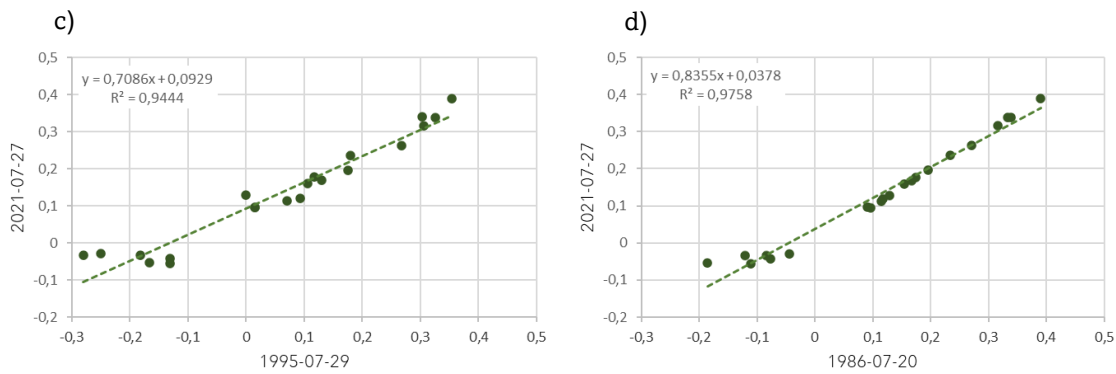 c)
0,5
0,4
0,3
0,2
0,1
0
-0,1
-0,2
y = 0,7086x + 0,0929
R² = 0,9444
2021-07-27
-0,3 -0,2 -0,1 0 0,1 0,2 0,3 0,4 0,5
1995-07-29
d)
0,5
0,4
0,3
0,2
0,1
0
-0,1
-0,2
y = 0,8355x + 0,0378
R² = 0,9758
2021-07-27
-0,3 -0,2 -0,1 0 0,1 0,2 0,3 0,4 0,5
1986-07-20